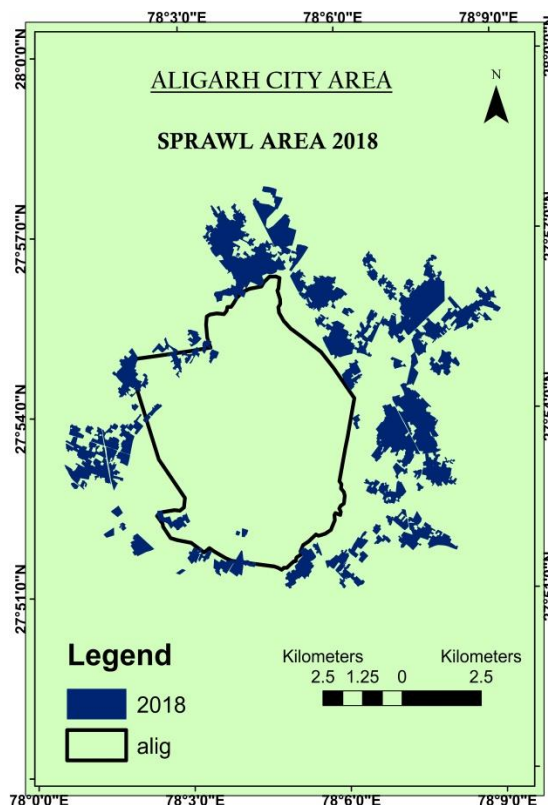 78°3'0"E 78°6'0"E 78°9'0"E
28°0'0"N
ALIGARH CITY AREA
N
SPRAWL AREA 2018
27°57'0"N
27°54'0"N
27°51'0"N
Legend
2018
alig
Kilometers Kilometers
2.5 1.25 0 2.5
78°0'0"E 78°3'0"E 78°6'0"E 78°9'0"E